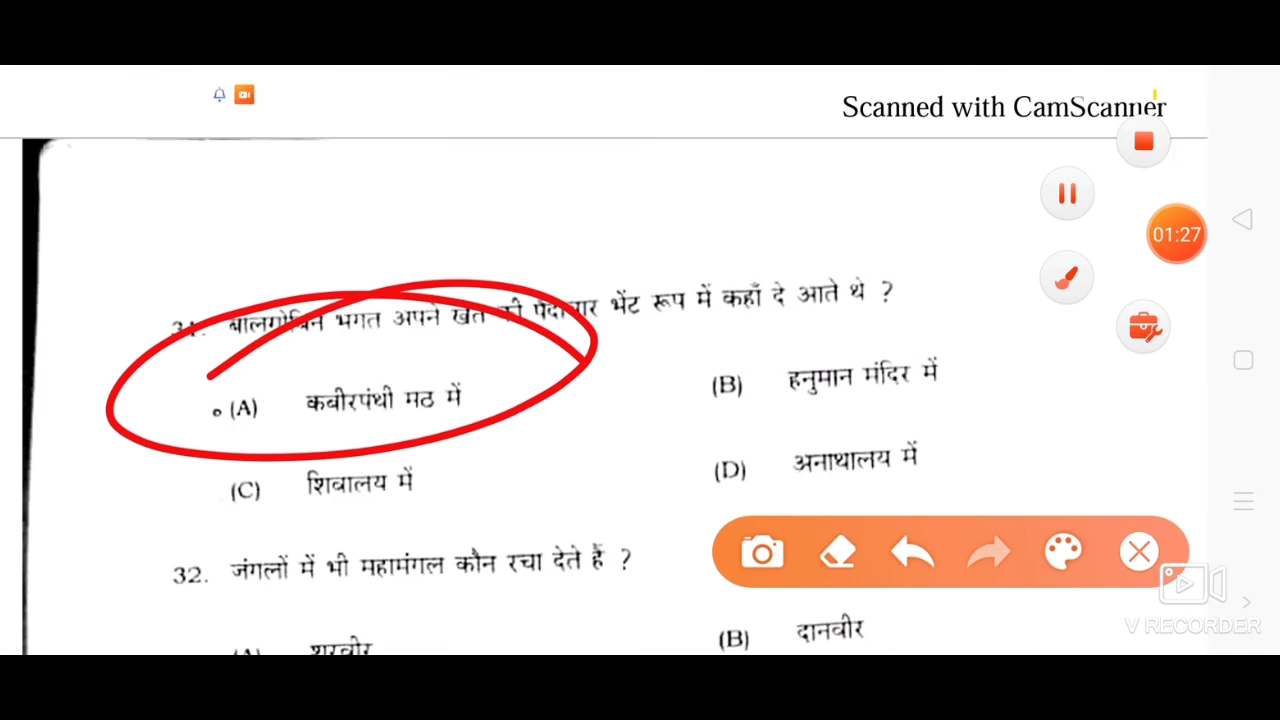 Scanned with CamScanner
01:27
31. बालगोबिन भगत अपने खेत की पैदावार भेंट रूप में कहाँ दे आते थे ?
(A) कबीरपंथी मठ में (B) हनुमान मंदिर में
(C) शिवालय में (D) अनाथालय में
32. जंगलों में भी महामंगल कौन रचा देते हैं ?
(A) शूरवीर (B) दानवीर
V RECORDER